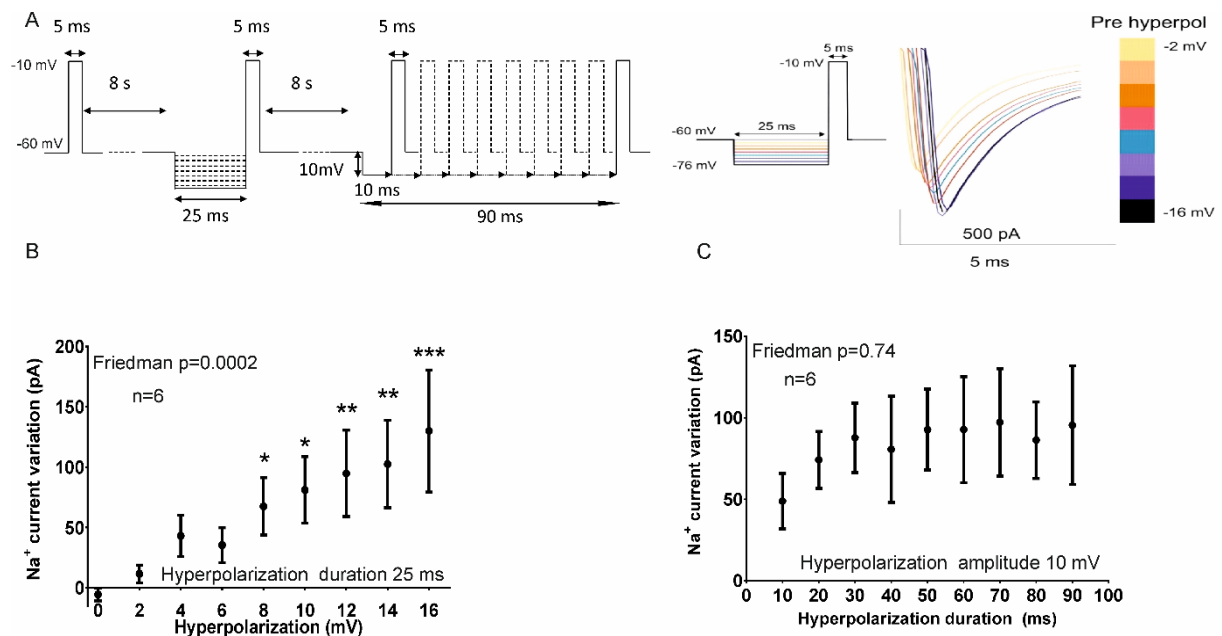 A
5 ms
5 ms
5 ms
-10 mV
8 s
8 s
-60 mV
10mV
10 ms
25 ms
90 ms
5 ms
-10 mV
-60 mV
25 ms
-76 mV
500 pA
5 ms
Pre hyperpol
-2 mV
-16 mV
B
Na+ current variation (pA)
200
150
100
50
0
Friedman p=0.0002
n=6
*
*
**
**
***
Hyperpolarization duration 25 ms
0 2 4 6 8 10 12 14 16
Hyperpolarization (mV)
C
Na+ current variation (pA)
150
100
50
0
Friedman p=0.74
n=6
Hyperpolarization amplitude 10 mV
0 10 20 30 40 50 60 70 80 90 100
Hyperpolarization duration (ms)